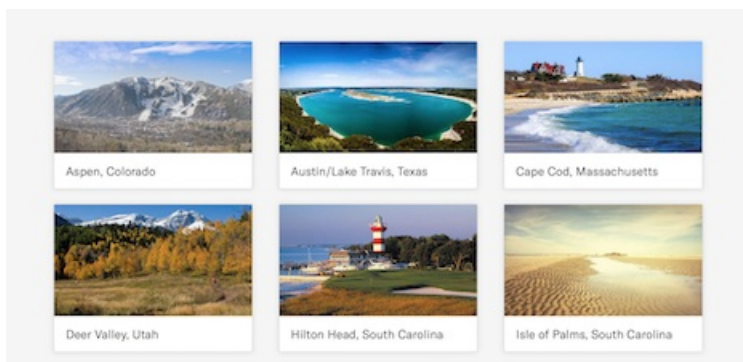 Aspen, Colorado
Austin/Lake Travis, Texas
Cape Cod, Massachusetts
Deer Valley, Utah
Hilton Head, South Carolina
Isle of Palms, South Carolina